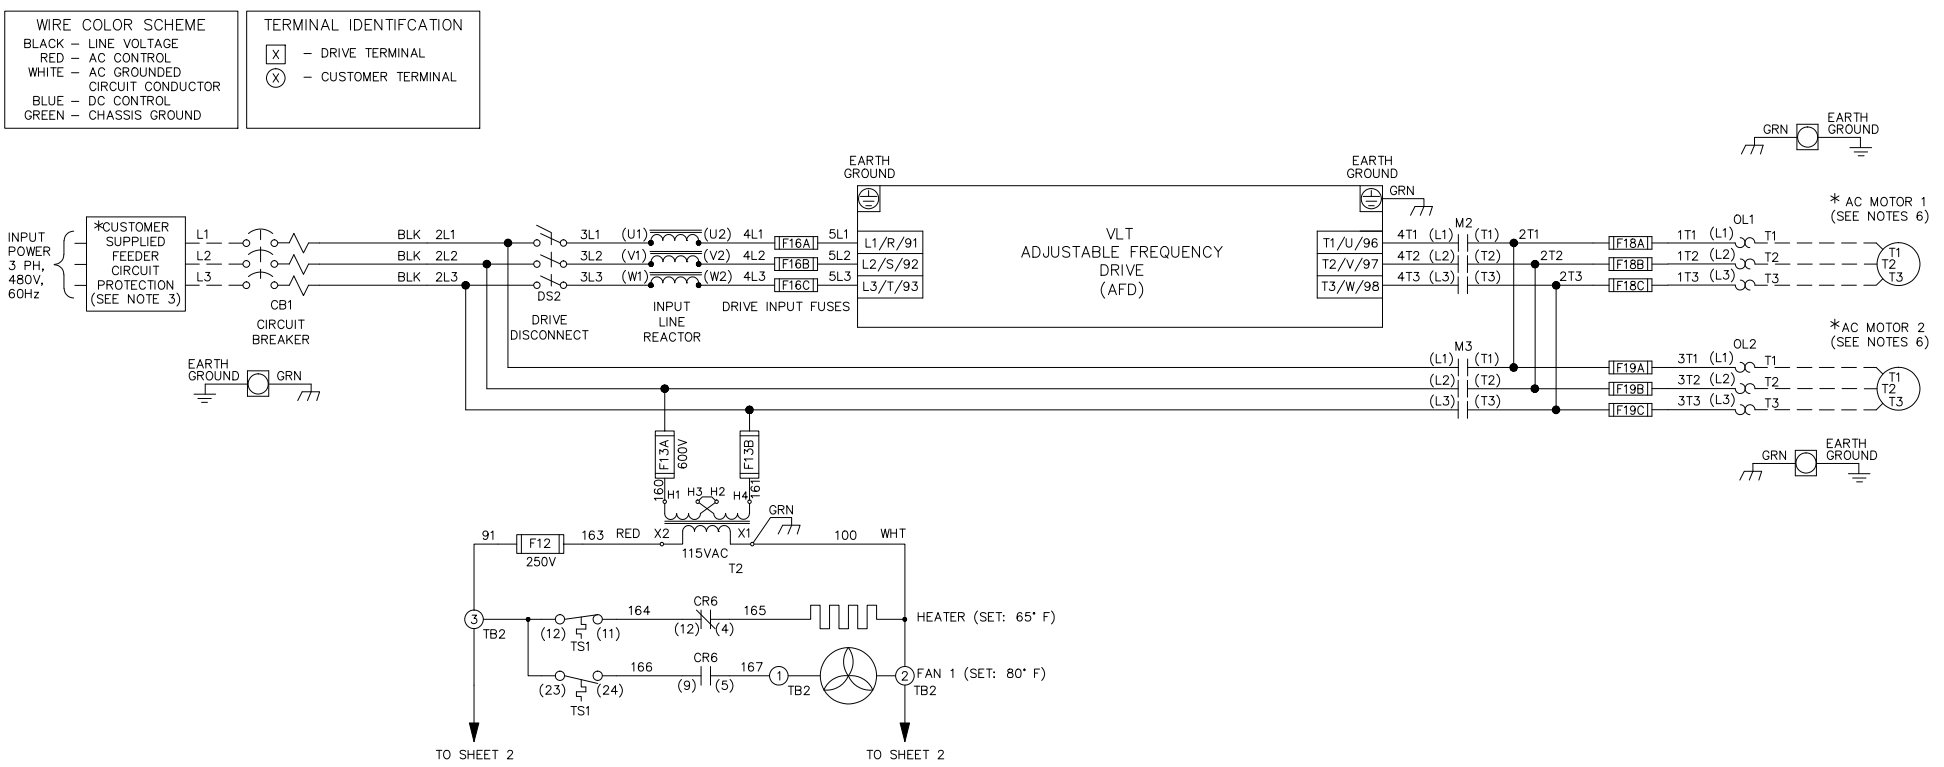 WIRE COLOR SCHEME
BLACK – LINE VOLTAGE
RED – AC CONTROL
WHITE – AC GROUNDED
CIRCUIT CONDUCTOR
BLUE – DC CONTROL
GREEN – CHASSIS GROUND
TERMINAL IDENTIFCATION
X – DRIVE TERMINAL
X – CUSTOMER TERMINAL
GRN
EARTH
GROUND
INPUT
POWER
3 PH,
480V,
60Hz
*CUSTOMER
SUPPLIED
FEEDER
CIRCUIT
PROTECTION
(SEE NOTE 3)
L1
L2
L3
CB1
CIRCUIT
BREAKER
BLK 2L1
BLK 2L2
BLK 2L3
DS2
DRIVE
DISCONNECT
3L1 (U1) (U2) 4L1 F16A 5L1
3L2 (V1) (V2) 4L2 F16B 5L2
3L3 (W1) (W2) 4L3 F16C 5L3
INPUT
LINE
REACTOR
DRIVE INPUT FUSES
EARTH
GROUND
L1/R/91
L2/S/92
L3/T/93
VLT
ADJUSTABLE FREQUENCY
DRIVE
(AFD)
EARTH
GROUND
GRN
T1/U/96
T2/V/97
T3/W/98
M2
4T1 (L1) (T1) 2T1 F18A 1T1 (L1) T1
4T2 (L2) (T2) 2T2 F18B 1T2 (L2) T2
4T3 (L3) (T3) 2T3 F18C 1T3 (L3) T3
OL1
* AC MOTOR 1
(SEE NOTES 6)
T1
T2
T3
EARTH
GROUND
GRN
M3
(L1) (T1) F19A 3T1 (L1) T1
(L2) (T2) F19B 3T2 (L2) T2
(L3) (T3) F19C 3T3 (L3) T3
OL2
*AC MOTOR 2
(SEE NOTES 6)
T1
T2
T3
GRN
EARTH
GROUND
F13A
600V
F13B
160
H1 H3 H2 H4
161
GRN
91 F12 163 RED X2 X1 100 WHT
250V
115VAC
T2
3
TB2
(12) (11)
TS1
164
CR6
(12) (4)
165
HEATER (SET: 65° F)
(23) (24)
TS1
166
CR6
(9) (5)
167
1
TB2
2
TB2
FAN 1 (SET: 80° F)
TO SHEET 2
TO SHEET 2